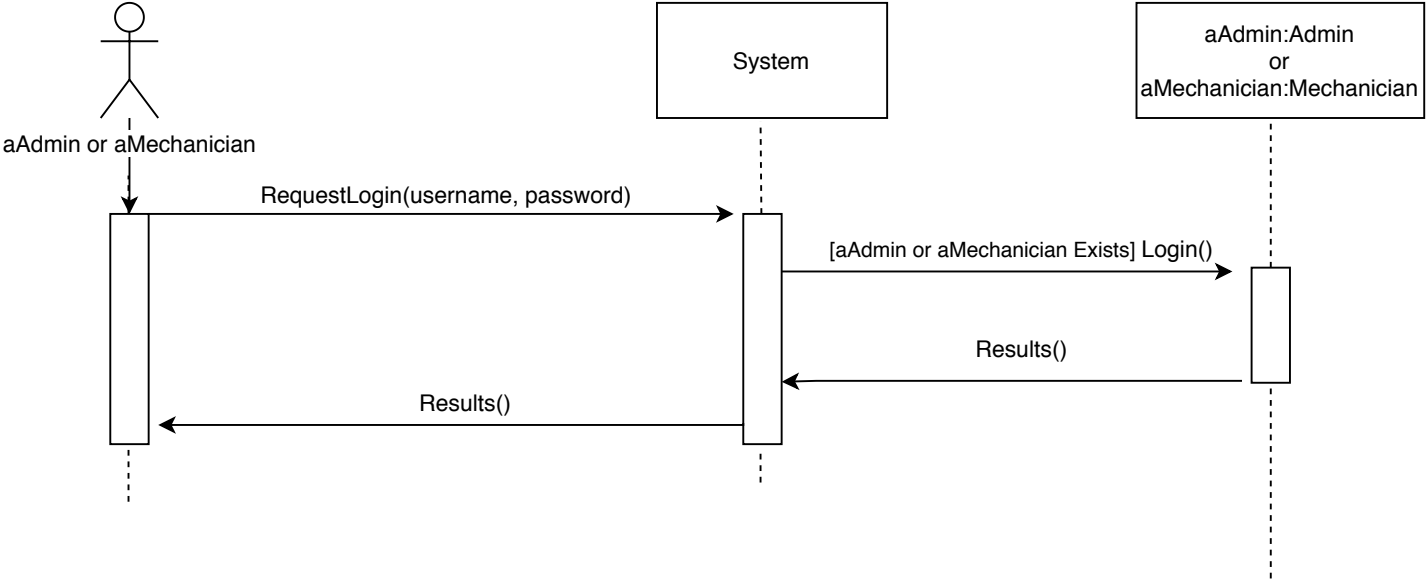 System
aAdmin:Admin
or
aMechanician:Mechanician
aAdmin or aMechanician
RequestLogin(username, password)
[aAdmin or aMechanician Exists] Login()
Results()
Results()